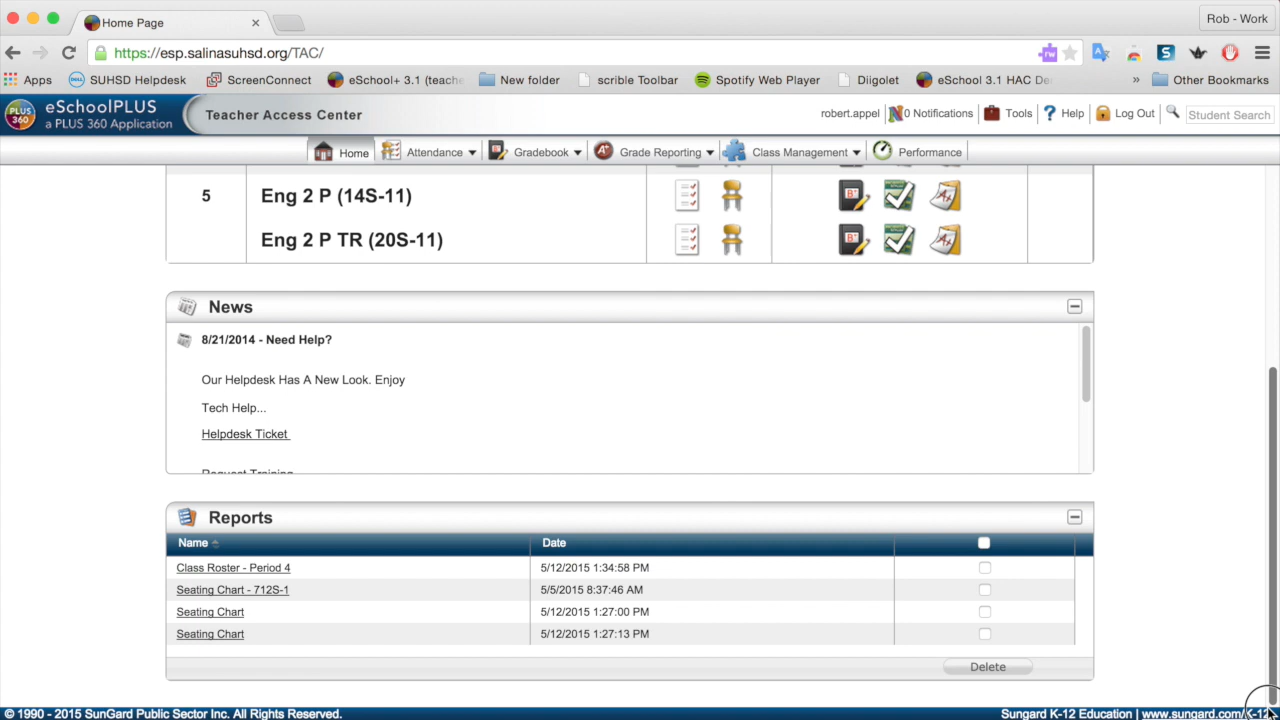 Home Page
Rob - Work
https://esp.salinasuhsd.org/TAC/
Apps SUHSD Helpdesk ScreenConnect eSchool+ 3.1 (tea New folder scrible Toolbar Spotify Web Player Diigolet eSchool 3.1 HAC De » Other Bookmarks
eSchoolPLUS
a PLUS 360 Application
PLUS 360
Teacher Access Center
robert.appel 0 Notifications Tools Help Log Out Student Search
Home Attendance Gradebook Grade Reporting Class Management Performance
5 Eng 2 P (14S-11)
Eng 2 P TR (20S-11)
News
8/21/2014 - Need Help?
Our Helpdesk Has A New Look. Enjoy
Tech Help...
Helpdesk Ticket
Request Training
Reports
Name Date
Class Roster - Period 4 5/12/2015 1:34:58 PM
Seating Chart - 712S-1 5/5/2015 8:37:46 AM
Seating Chart 5/12/2015 1:27:00 PM
Seating Chart 5/12/2015 1:27:13 PM
Delete
© 1990 - 2015 SunGard Public Sector Inc. All Rights Reserved. Sungard K-12 Education | www.sungard.com/K-12